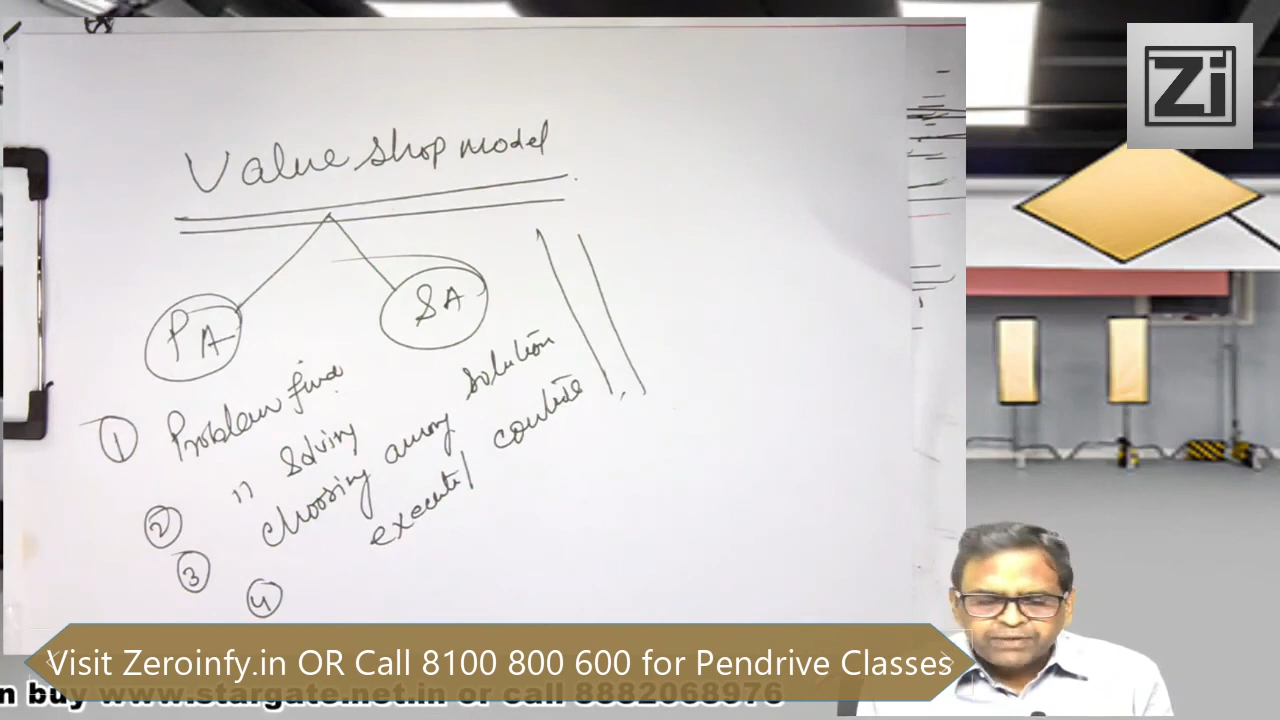 Zi
Value shop model
PA
SA
① Problem find
② 11 solving
③ choosing among solution
④ execute/
Visit Zeroinfy.in OR Call 8100 800 600 for Pendrive Classes
n buy www.stargate.net.in or call 8882068976